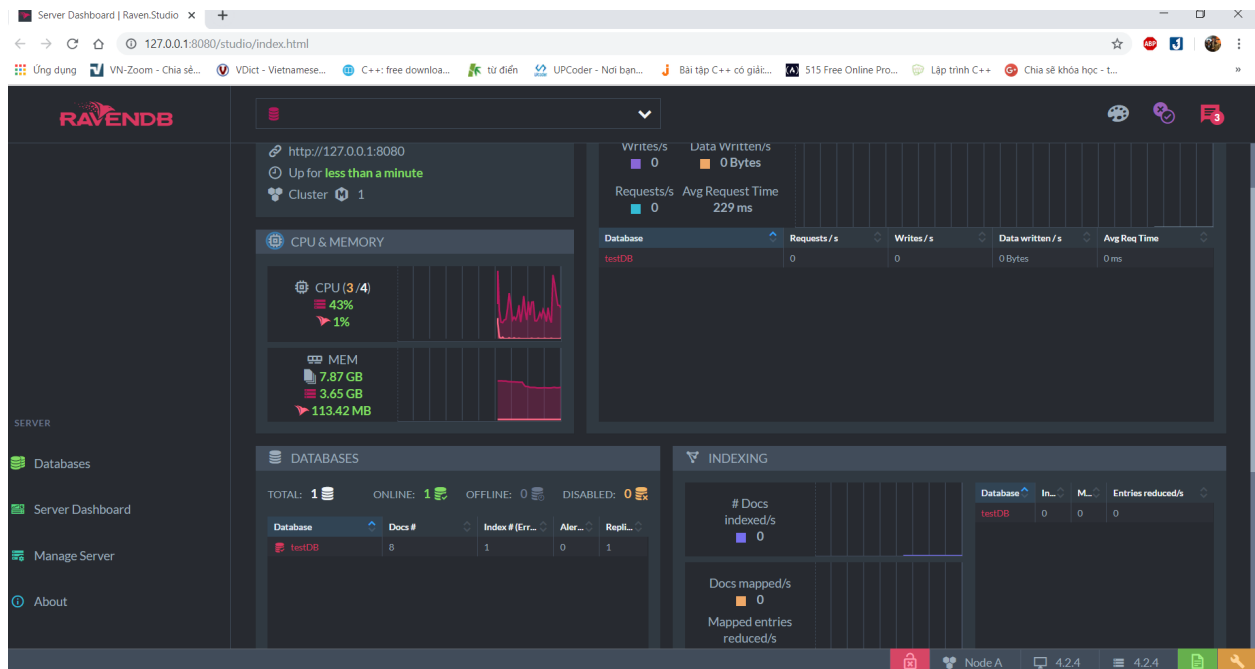 Server Dashboard | Raven.Studio
127.0.0.1:8080/studio/index.html
ABP
Ứng dụng VN-Zoom - Chia sẻ... VDict - Vietnamese... C++: free downloa... từ điển UPCoder - Nơi bạn... Bài tập C++ có giải:... 515 Free Online Pro... Lập trình C++ Chia sẽ khóa học - t... »
RAVENDB
3
http://127.0.0.1:8080
Up for less than a minute
Cluster 1
Writes/s Data Written/s
0 0 Bytes
Requests/s Avg Request Time
0 229 ms
CPU & MEMORY
CPU (3 /4)
43%
1%
MEM
7.87 GB
3.65 GB
113.42 MB
Database Requests / s Writes / s Data written / s Avg Req Time
testDB 0 0 0 Bytes 0 ms
SERVER
Databases
Server Dashboard
Manage Server
About
DATABASES
TOTAL: 1 ONLINE: 1 OFFLINE: 0 DISABLED: 0
Database Docs # Index # (Err... Aler... Repli...
testDB 8 1 0 1
INDEXING
# Docs
indexed/s
0
Docs mapped/s
0
Mapped entries
reduced/s
Database In... M... Entries reduced/s
testDB 0 0 0
Node A 4.2.4 4.2.4